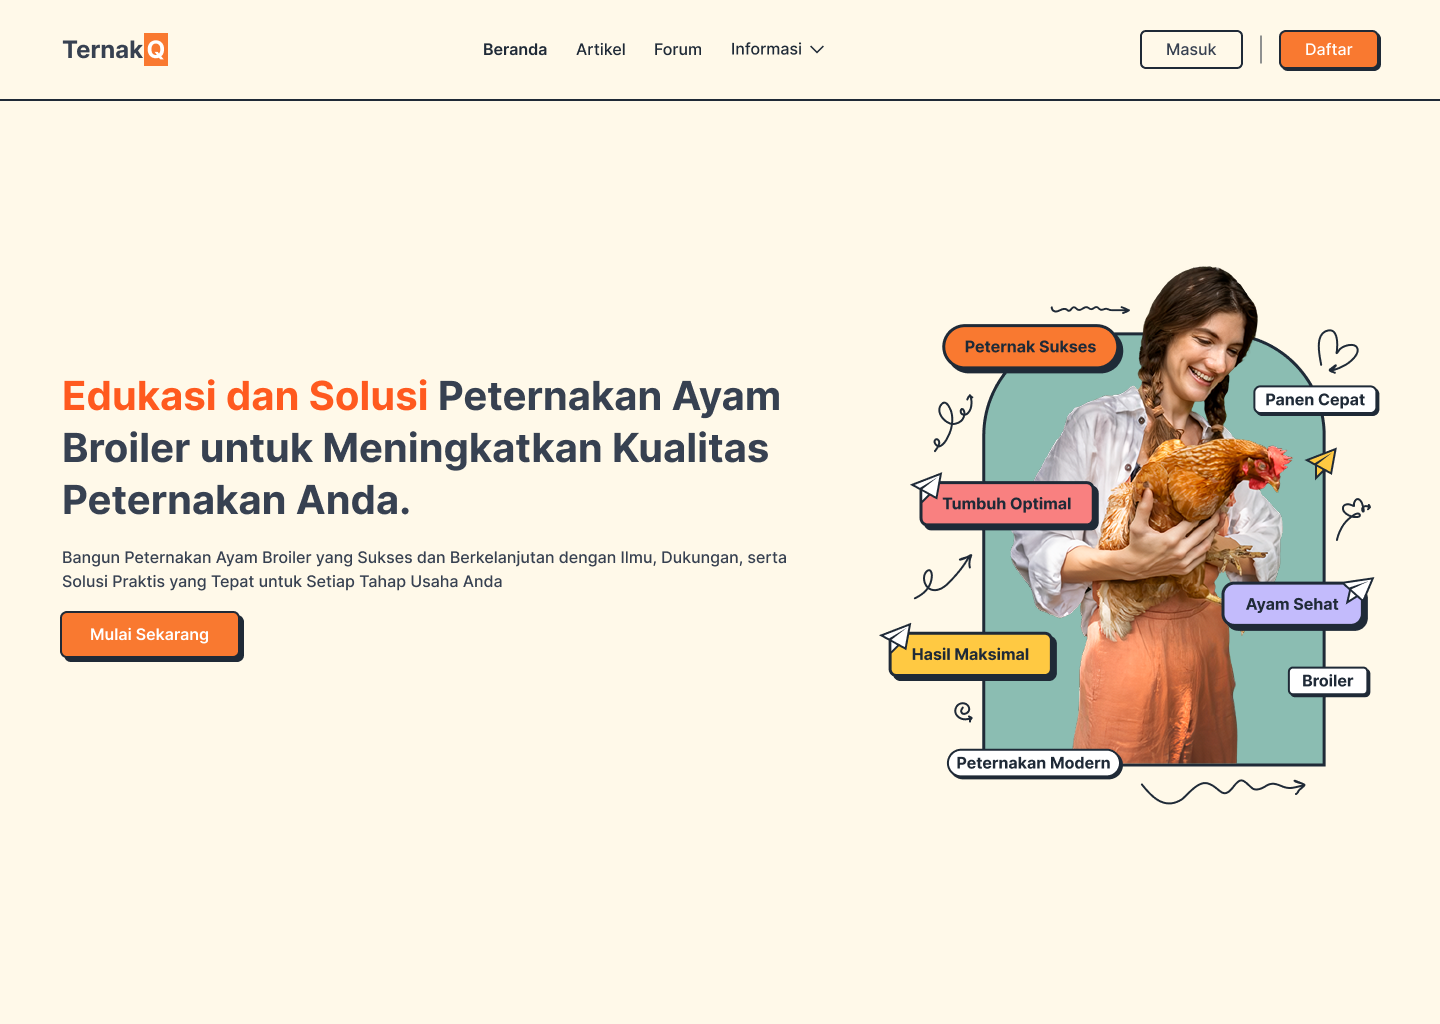 TernakQ
Beranda
Artikel
Forum
Informasi
Masuk
Daftar
Edukasi dan Solusi Peternakan Ayam
Broiler untuk Meningkatkan Kualitas
Peternakan Anda.
Bangun Peternakan Ayam Broiler yang Sukses dan Berkelanjutan dengan Ilmu, Dukungan, serta
Solusi Praktis yang Tepat untuk Setiap Tahap Usaha Anda
Mulai Sekarang
Peternak Sukses
Panen Cepat
Tumbuh Optimal
Ayam Sehat
Hasil Maksimal
Broiler
Peternakan Modern